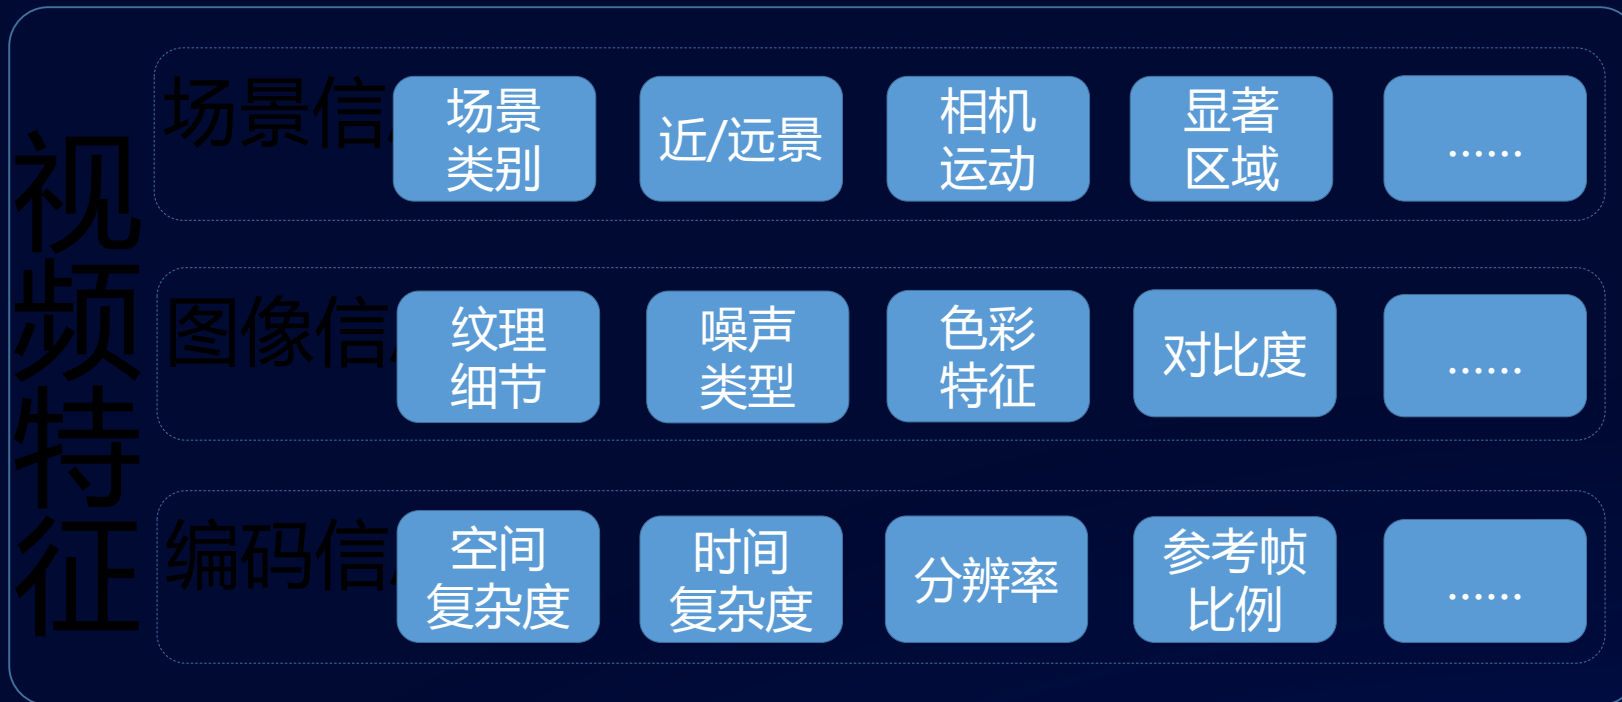 视
频
特
征
场景信
场景
类别
近/远景
相机
运动
显著
区域
......
图像信
纹理
细节
噪声
类型
色彩
特征
对比度
......
编码信
空间
复杂度
时间
复杂度
分辨率
参考帧
比例
......